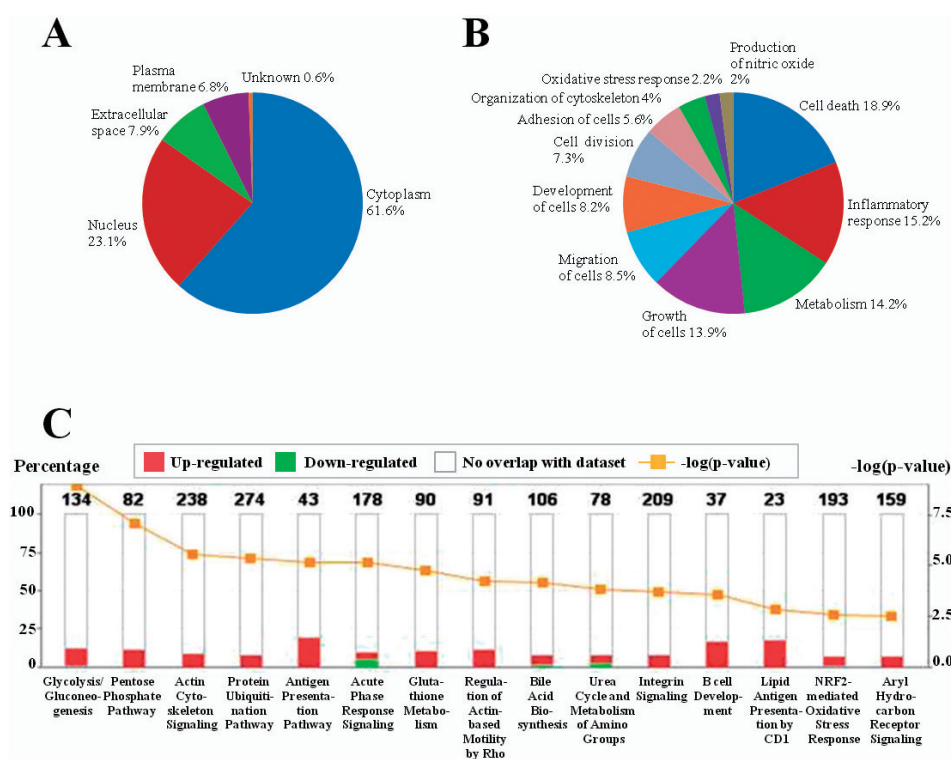 A
Unknown 0.6%
Plasma
membrane 6.8%
Extracellular
space 7.9%
Nucleus
23.1%
Cytoplasm
61.6%
B
Production
of nitric oxide
2%
Oxidative stress response 2.2%
Organization of cytoskeleton 4%
Adhesion of cells 5.6%
Cell division
7.3%
Development
of cells 8.2%
Migration
of cells 8.5%
Growth
of cells 13.9%
Metabolism 14.2%
Inflammatory
response 15.2%
Cell death 18.9%
C
Up-regulated Down-regulated No overlap with dataset -log(p-value)
Percentage -log(p-value)
134 82 238 274 43 178 90 91 106 78 209 37 23 193 159
100 7.5
75 5.0
50
25 2.5
0 0.0
Glycolysis/
Gluconeo-
genesis
Pentose
Phosphate
Pathway
Actin
Cyto-
skeleton
Signaling
Protein
Ubiquiti-
nation
Pathway
Antigen
Presenta-
tion
Pathway
Acute
Phase
Response
Signaling
Gluta-
thione
Metabo-
lism
Regula-
tion of
Actin-
based
Motility
by Rho
Bile
Acid
Bio-
synthesis
Urea
Cycle and
Metabolism
of Amino
Groups
Integrin
Signaling
B cell
Develop-
ment
Lipid
Antigen
Presenta-
tion by
CD1
NRF2-
mediated
Oxidative
Stress
Response
Aryl
Hydro-
carbon
Receptor
Signaling